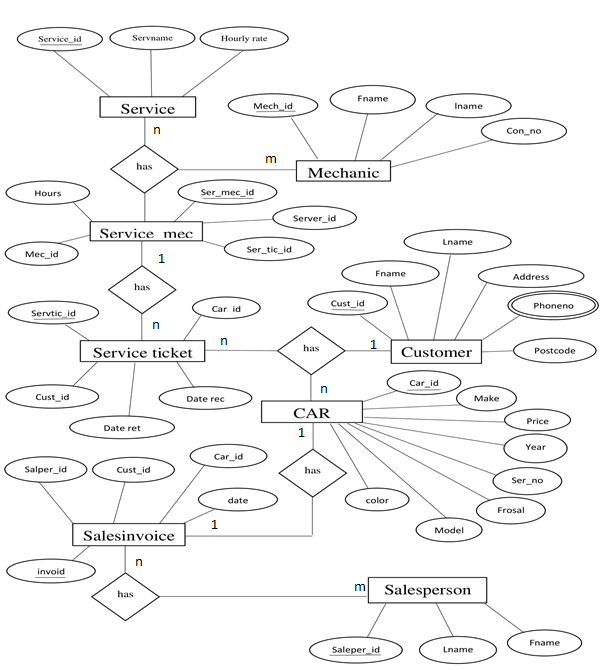 Service_id
Servname
Hourly rate
Service
n
has
m
Mech_id
Fname
lname
Con_no
Mechanic
Hours
Ser_mec_id
Server_id
Service_mec
Mec_id
Ser_tic_id
1
has
n
Servtic_id
Car_id
Service ticket
n
has
1
n
Cust_id
Date ret
Date rec
Lname
Fname
Address
Cust_id
Phoneno
Customer
Postcode
Car_id
Make
CAR
Price
Year
Ser_no
Frosal
Model
color
1
has
1
Salper_id
Cust_id
Car_id
date
Salesinvoice
invoid
n
has
m
Salesperson
Saleper_id
Lname
Fname